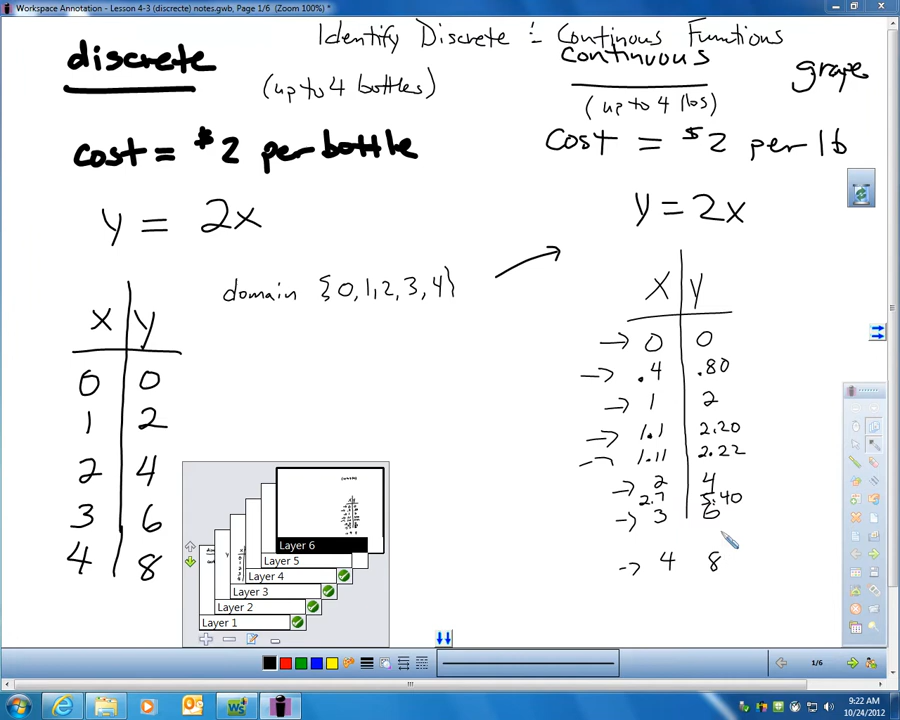 Workspace Annotation - Lesson 4-3 (discrecte) notes.gwb, Page 1/6 (Zoom 100%) *
Identify Discrete & Continous Functions
discrete
(up to 4 bottles)
cost = $2 per bottle
y = 2x
domain {0,1,2,3,4}
x y
0 0
1 2
2 4
3 6
4 8
Continuous
grape
(up to 4 lbs)
Cost = $2 per lb
y = 2x
x y
0 0
.4 .80
1 2
1.1 2.20
1.11 2.22
2 4
2.7 5.40
3 6
4 8
Layer 6
Layer 5
Layer 4
Layer 3
Layer 2
Layer 1
1/6
9:22 AM
10/24/2012